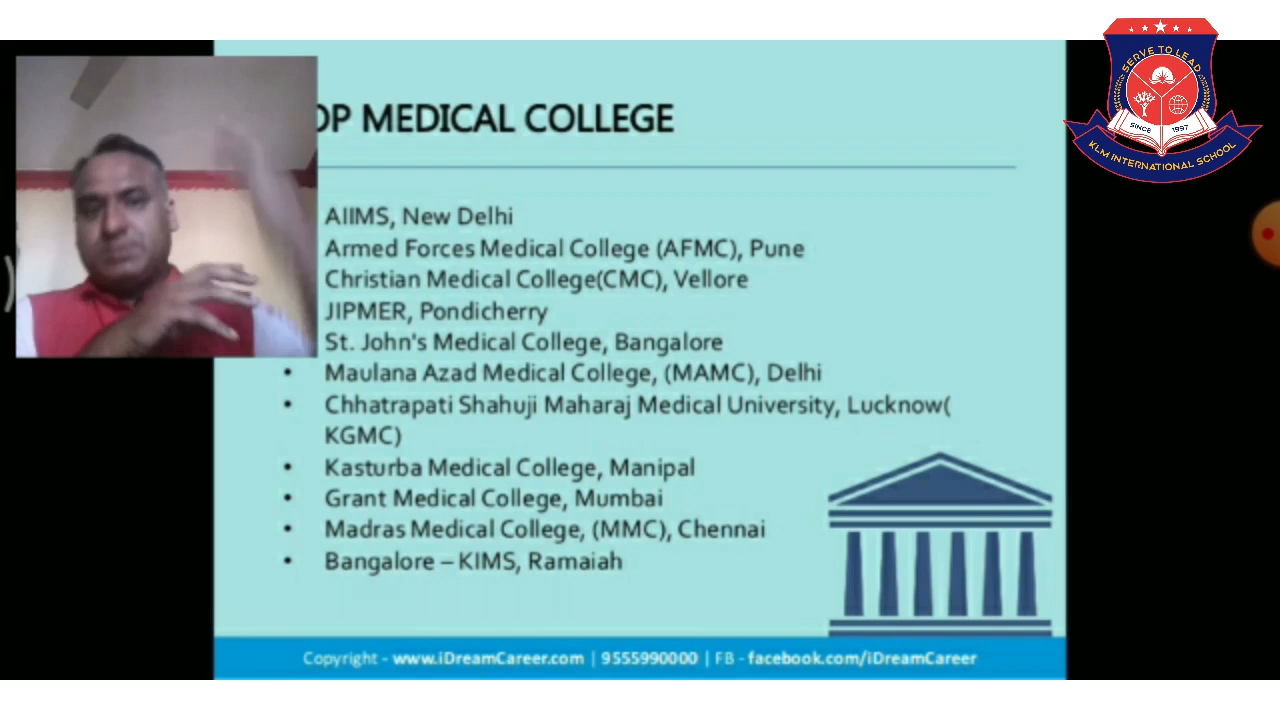 SERVE TO LEAD
SINCE 1997
KLM INTERNATIONAL SCHOOL
OP MEDICAL COLLEGE
AIIMS, New Delhi
Armed Forces Medical College (AFMC), Pune
Christian Medical College(CMC), Vellore
JIPMER, Pondicherry
St. John's Medical College, Bangalore
• Maulana Azad Medical College, (MAMC), Delhi
• Chhatrapati Shahuji Maharaj Medical University, Lucknow(
KGMC)
• Kasturba Medical College, Manipal
• Grant Medical College, Mumbai
• Madras Medical College, (MMC), Chennai
• Bangalore – KIMS, Ramaiah
Copyright - www.iDreamCareer.com | 9555990000 | FB - facebook.com/iDreamCareer